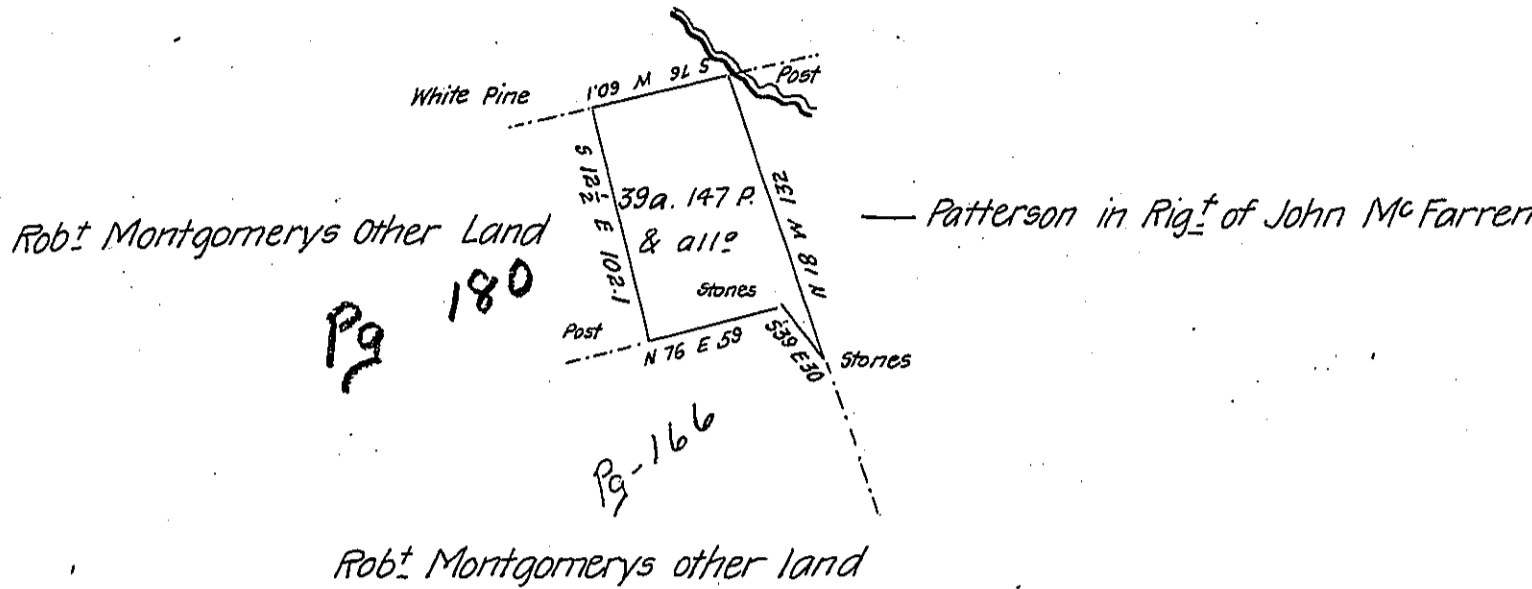 S 76 W 60.1
Post
White Pine
S 12½ E 102.1
39a. 147 P.
& allº
N 18 W 132
Robt Montgomerys Other Land
Patterson in Rigt of John McFarren
Pg 180
Stones
Post
N 76 E 59
S39 E30
Stones
Pg-166
Robt Montgomerys other land